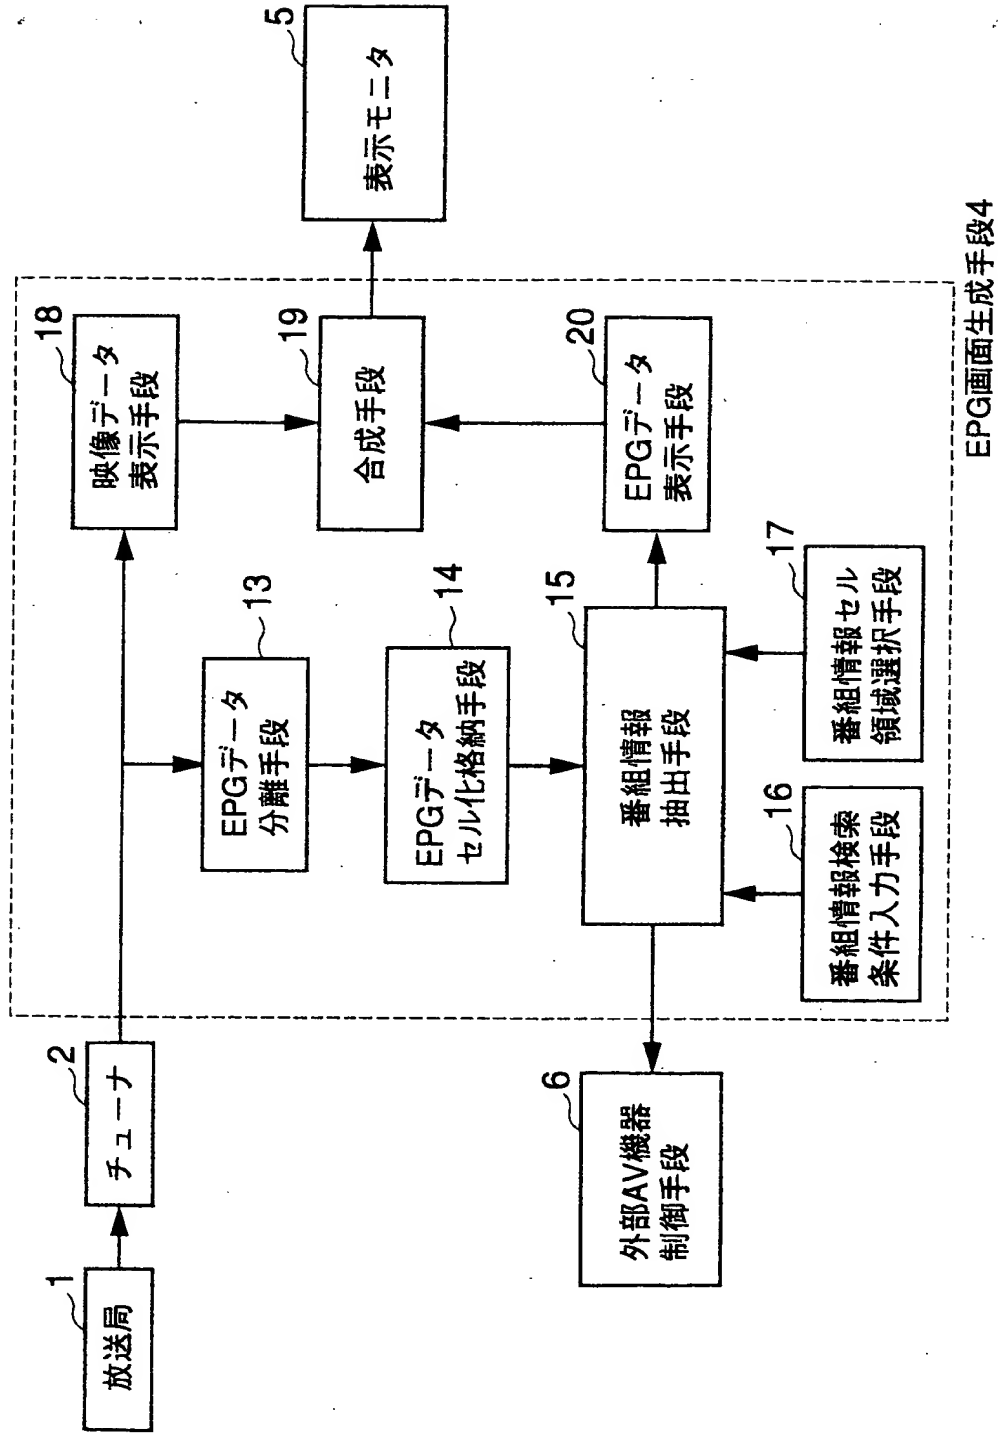 1
放送局
2
チューナ
18
映像データ
表示手段
5
表示モニタ
13
EPGデータ
分離手段
19
合成手段
14
EPGデータ
セル化格納手段
6
外部AV機器
制御手段
15
番組情報
抽出手段
20
EPGデータ
表示手段
16
番組情報検索
条件入力手段
17
番組情報セル
領域選択手段
EPG画面生成手段4